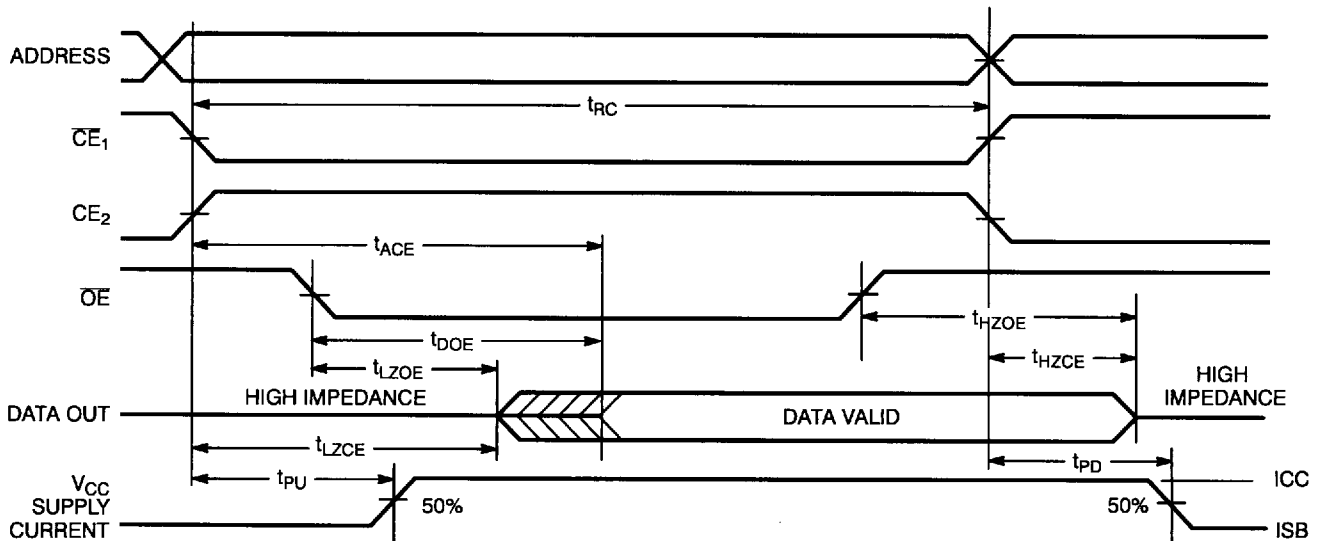 ADDRESS
tRC
CE1
CE2
tACE
OE
tHZOE
tDOE
tHZCE
tLZOE
HIGH IMPEDANCE
HIGH
IMPEDANCE
DATA OUT
DATA VALID
tLZCE
tPU
tPD
VCC
SUPPLY
CURRENT
50%
50%
ICC
ISB